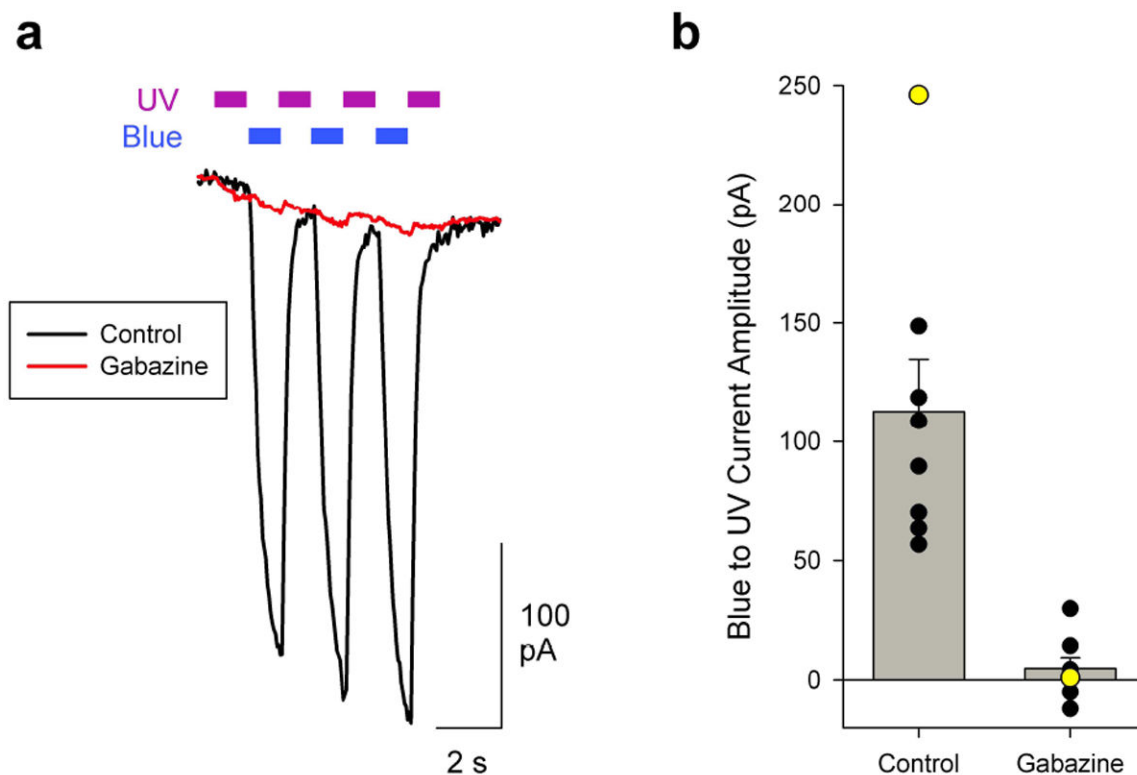 a
UV
Blue
Control
Gabazine
100
pA
2 s
b
Blue to UV Current Amplitude (pA)
250
200
150
100
50
0
Control
Gabazine